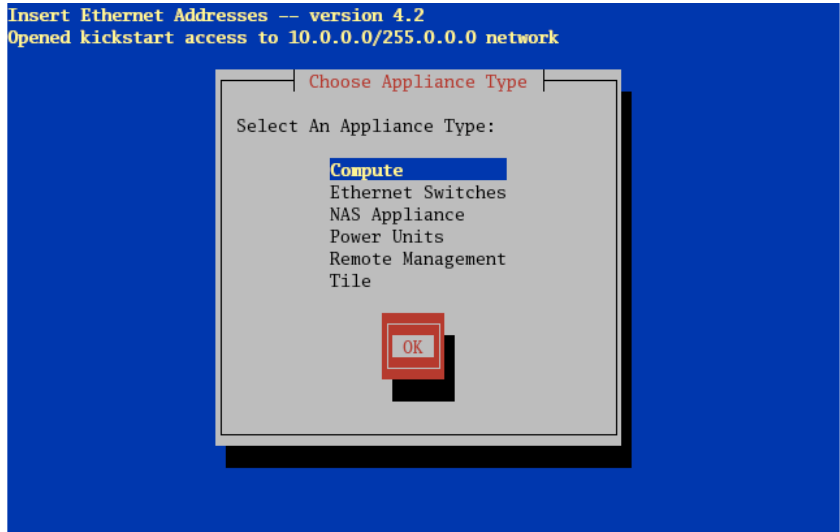 Insert Ethernet Addresses -- version 4.2
Opened kickstart access to 10.0.0.0/255.0.0.0 network
Choose Appliance Type
Select An Appliance Type:
Compute
Ethernet Switches
NAS Appliance
Power Units
Remote Management
Tile
OK